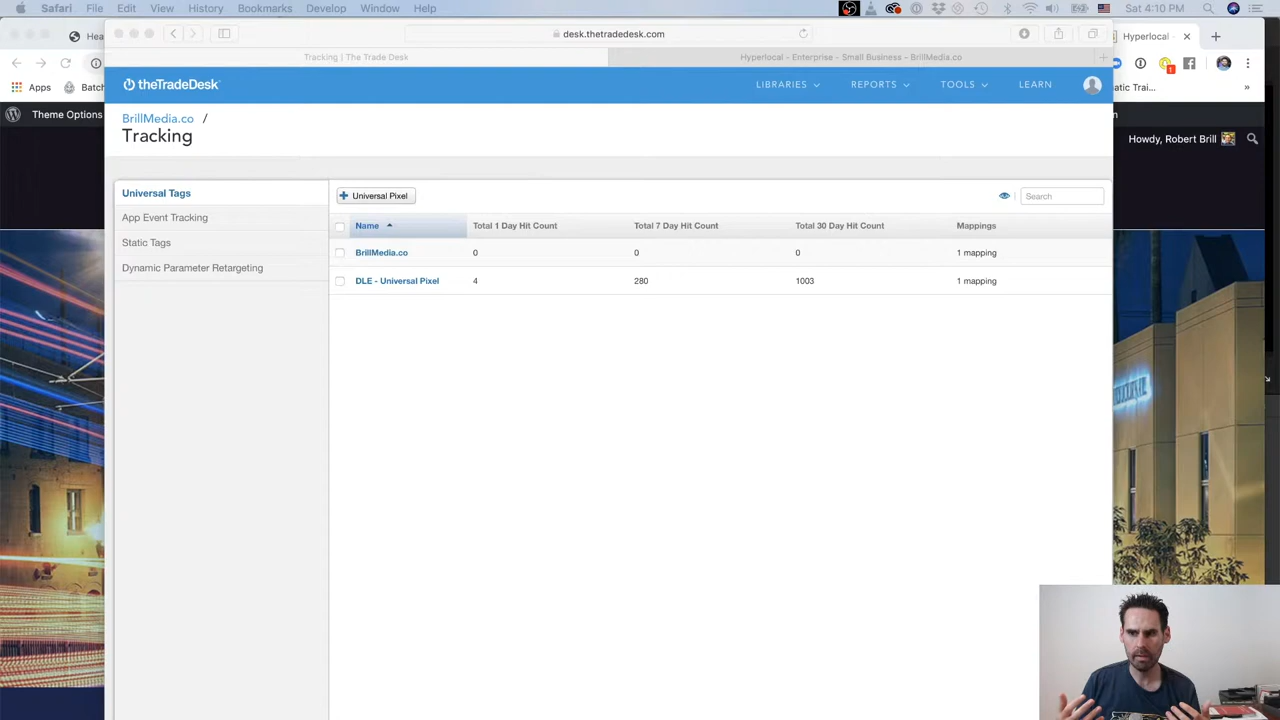 Safari File Edit View History Bookmarks Develop Window Help Sat 4:10 PM
Hea
desk.thetradedesk.com
Hyperlocal -
Tracking | The Trade Desk
Hyperlocal - Enterprise - Small Business - BrillMedia.co
Apps Batch
atic Trai...
theTradeDesk
LIBRARIES REPORTS TOOLS LEARN
Theme Options
BrillMedia.co /
Tracking
Howdy, Robert Brill
Universal Tags
App Event Tracking
Static Tags
Dynamic Parameter Retargeting
Universal Pixel
Search
Name Total 1 Day Hit Count Total 7 Day Hit Count Total 30 Day Hit Count Mappings
BrillMedia.co 0 0 0 1 mapping
DLE - Universal Pixel 4 280 1003 1 mapping